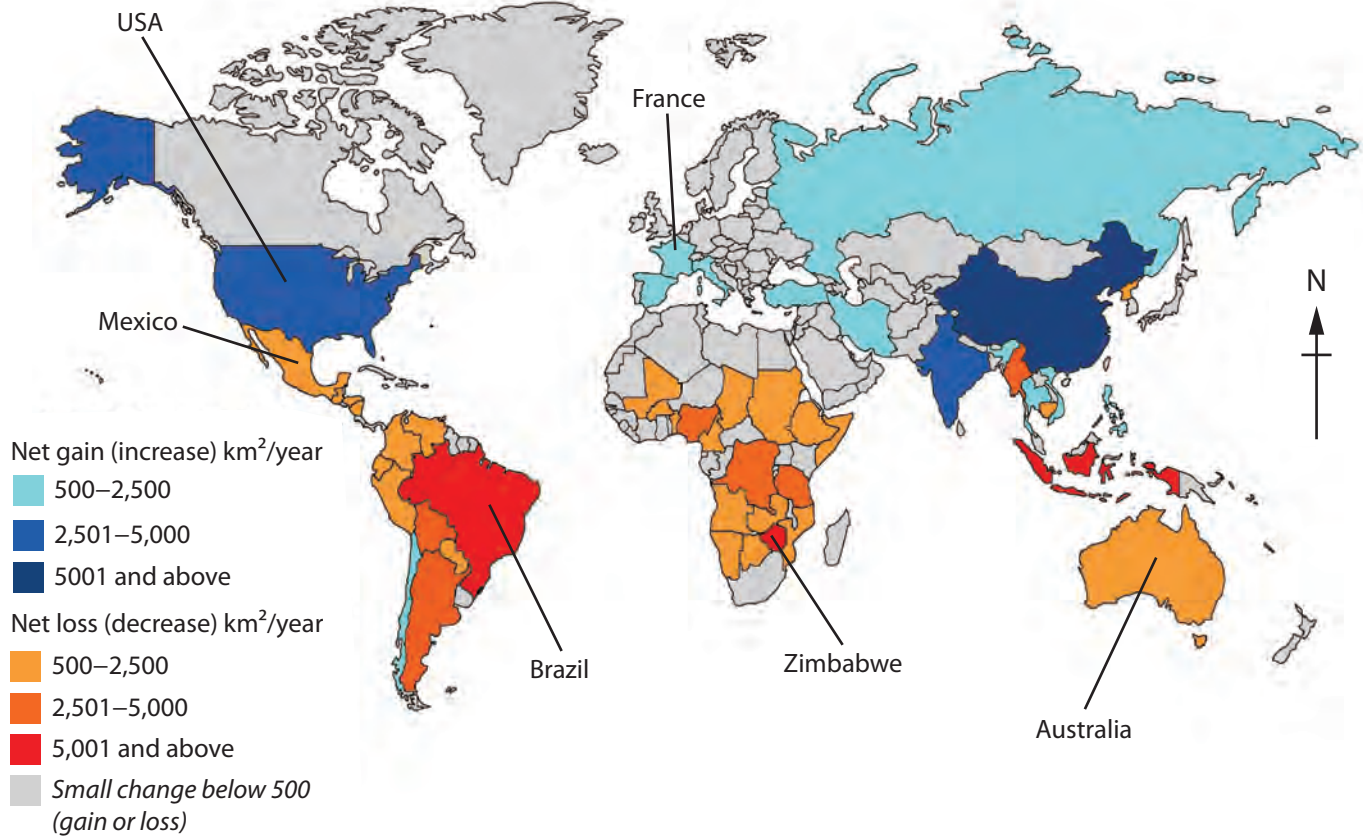 USA
France
N
Mexico
Net gain (increase) km²/year
500–2,500
2,501–5,000
5001 and above
Net loss (decrease) km²/year
500–2,500
2,501–5,000
5,001 and above
Small change below 500
(gain or loss)
Brazil
Zimbabwe
Australia